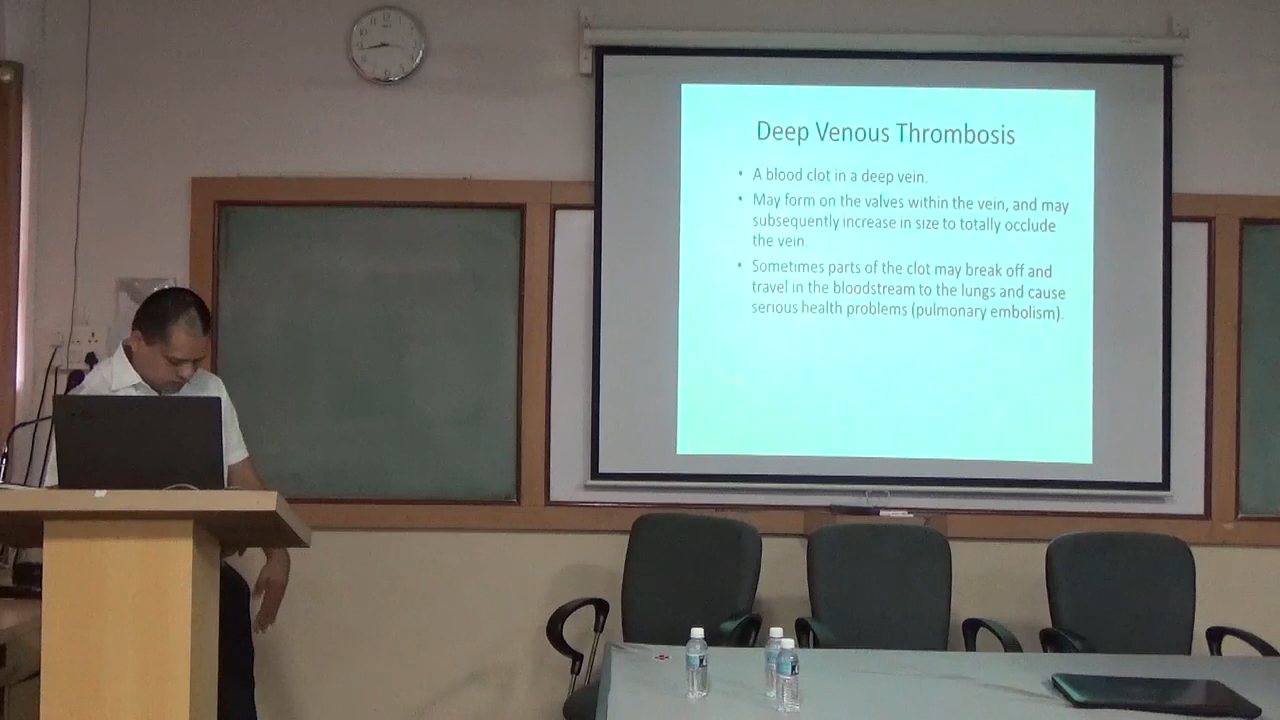 Deep Venous Thrombosis
• A blood clot in a deep vein.
• May form on the valves within the vein, and may
subsequently increase in size to totally occlude
the vein.
• Sometimes parts of the clot may break off and
travel in the bloodstream to the lungs and cause
serious health problems (pulmonary embolism).